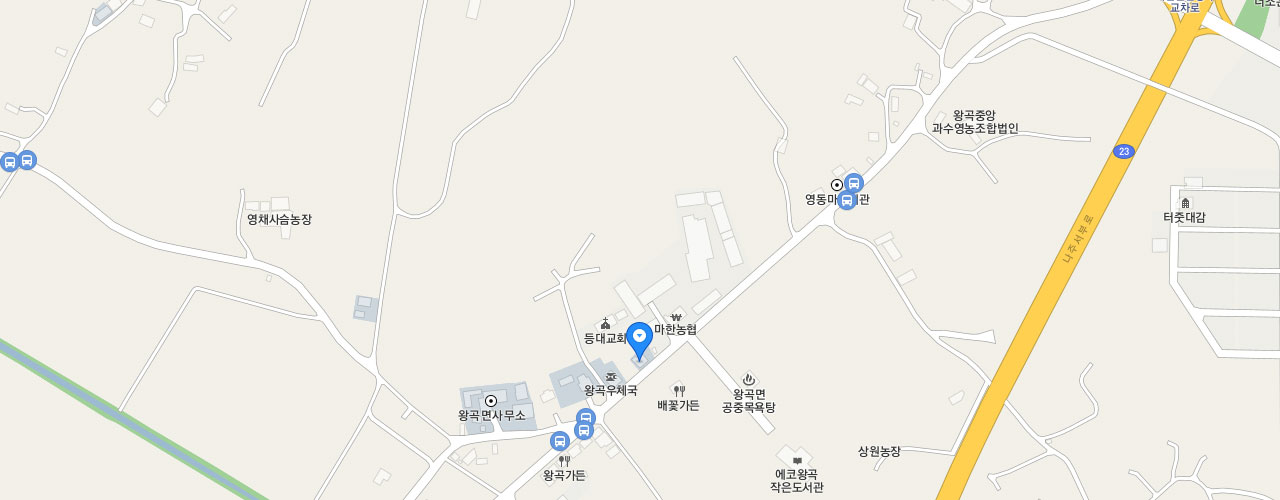 교차로
왕곡중앙
과수영농조합법인
23
영동마
관
터줏대감
영채사슴농장
나주서부로
마한농협
등대교회
왕곡우체국
왕곡면
공중목욕탕
배꽃가든
왕곡면사무소
상원농장
왕곡가든
에코왕곡
작은도서관